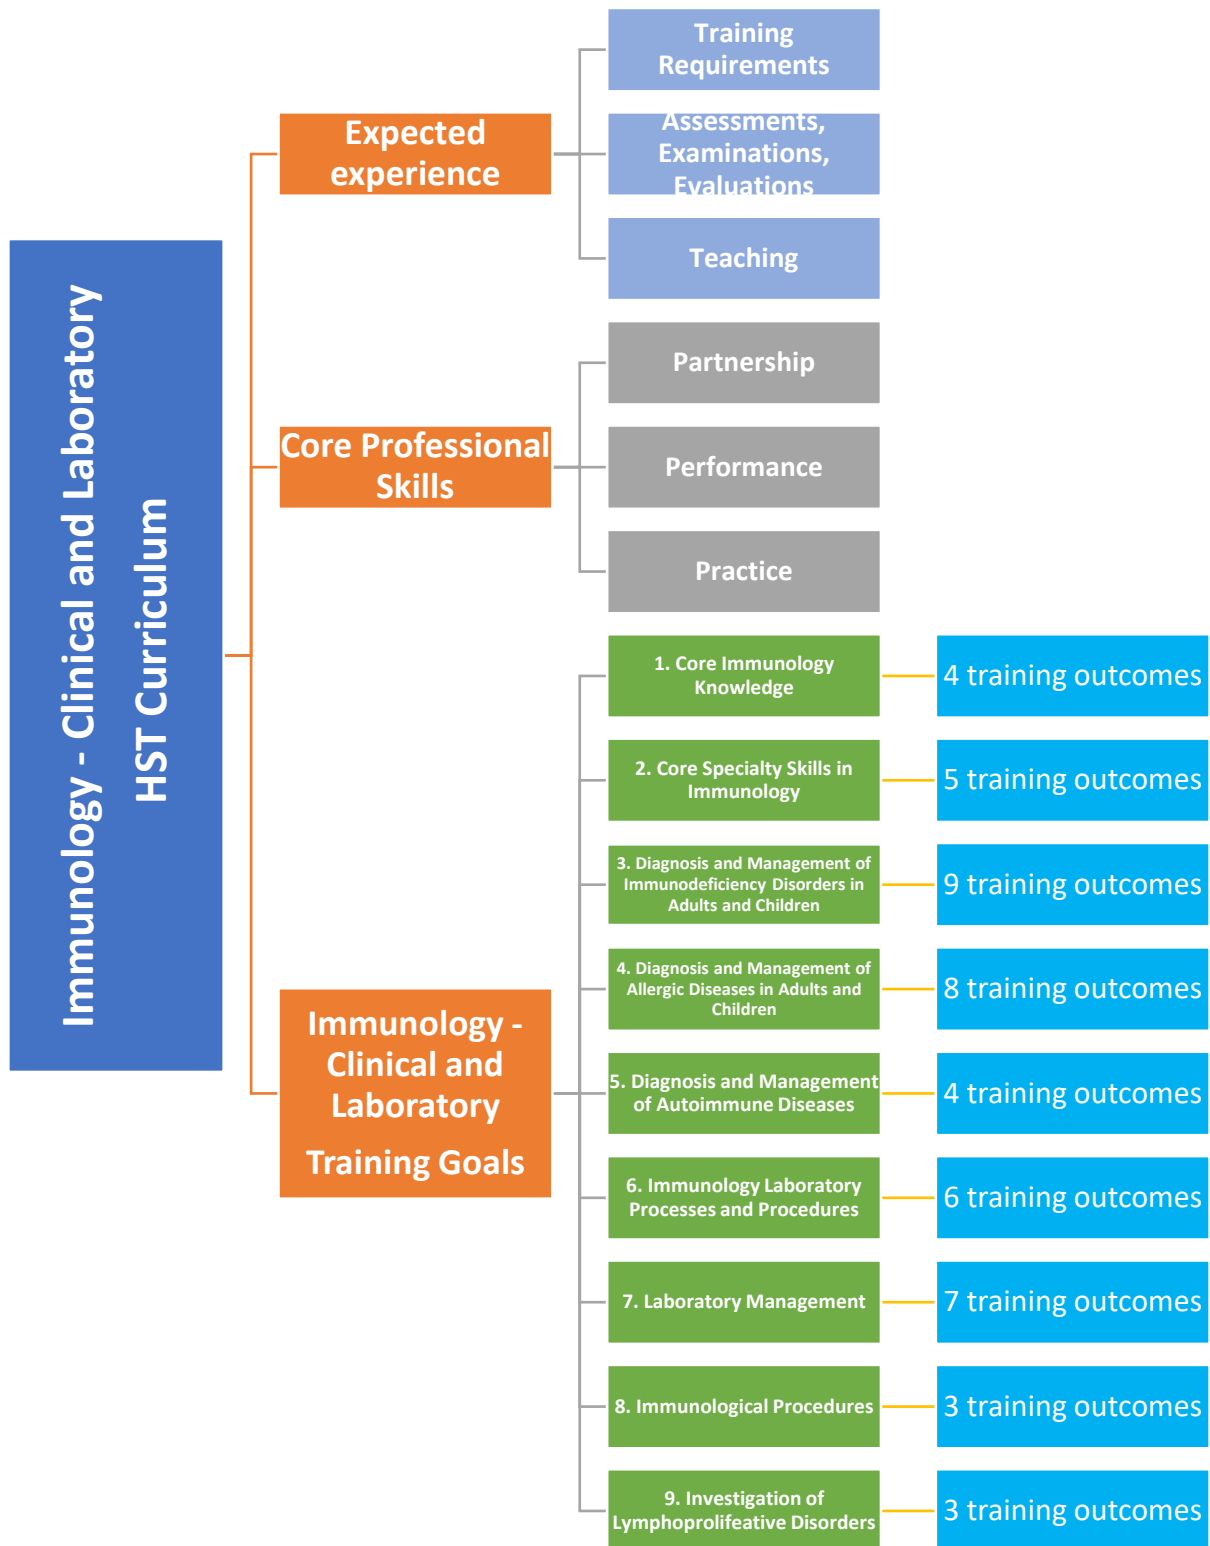 Immunology - Clinical and Laboratory
HST Curriculum
Expected
experience
Training
Requirements
Assessments,
Examinations,
Evaluations
Teaching
Core Professional
Skills
Partnership
Performance
Practice
Immunology -
Clinical and
Laboratory
Training Goals
1. Core Immunology
Knowledge
4 training outcomes
2. Core Specialty Skills in
Immunology
5 training outcomes
3. Diagnosis and Management of
Immunodeficiency Disorders in
Adults and Children
9 training outcomes
4. Diagnosis and Management of
Allergic Diseases in Adults and
Children
8 training outcomes
5. Diagnosis and Management
of Autoimmune Diseases
4 training outcomes
6. Immunology Laboratory
Processes and Procedures
6 training outcomes
7. Laboratory Management
7 training outcomes
8. Immunological Procedures
3 training outcomes
9. Investigation of
Lymphoprolifeative Disorders
3 training outcomes